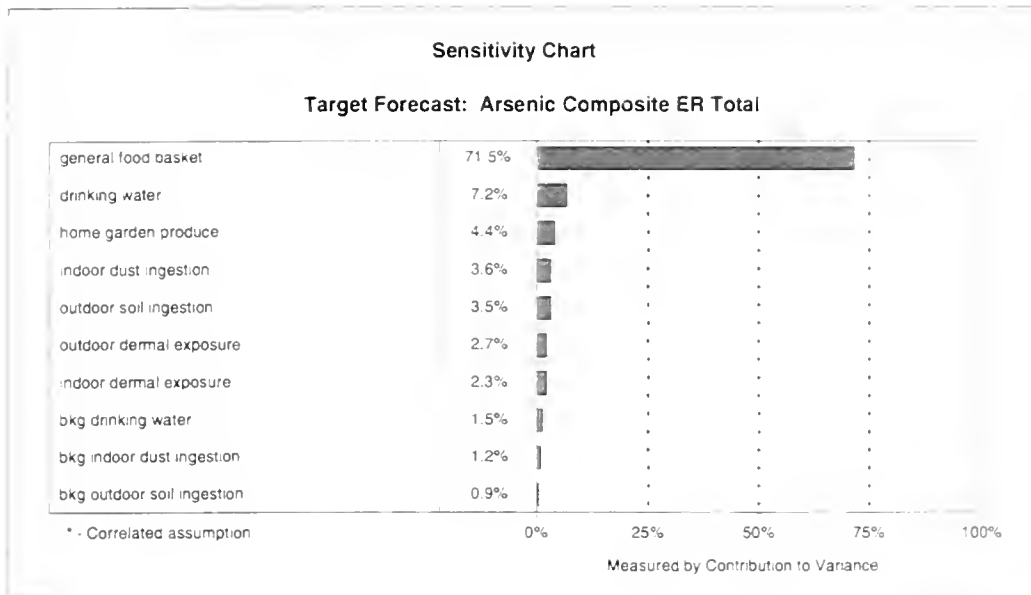 Sensitivity Chart
Target Forecast: Arsenic Composite ER Total
general food basket 71 5%
drinking water 7.2%
home garden produce 4.4%
indoor dust ingestion 3.6%
outdoor soil ingestion 3.5%
outdoor dermal exposure 2.7%
indoor dermal exposure 2.3%
bkg drinking water 1.5%
bkg indoor dust ingestion 1.2%
bkg outdoor soil ingestion 0.9%
* - Correlated assumption 0% 25% 50% 75% 100%
Measured by Contribution to Variance